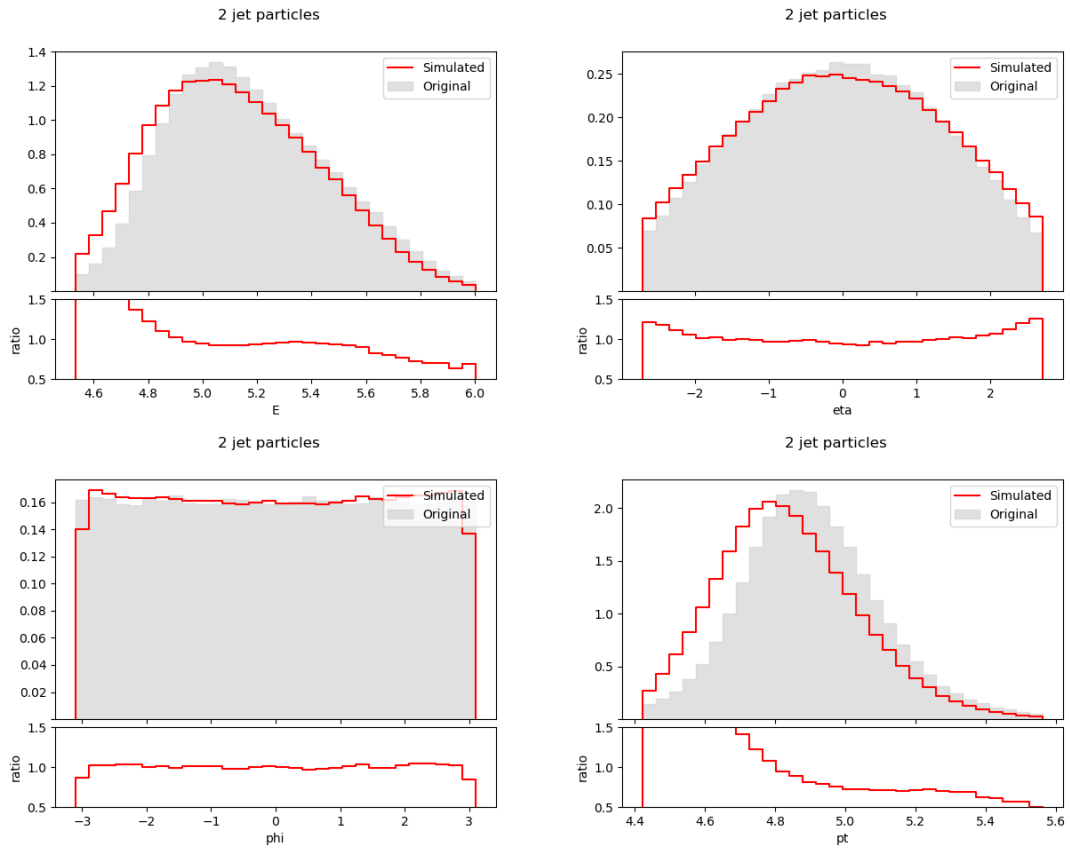 2 jet particles
1.4
1.2
1.0
0.8
0.6
0.4
0.2
Simulated
Original
1.5
1.0
0.5
ratio
4.6 4.8 5.0 5.2 5.4 5.6 5.8 6.0
E
2 jet particles
0.25
0.20
0.15
0.10
0.05
Simulated
Original
1.5
1.0
0.5
ratio
−2 −1 0 1 2
eta
2 jet particles
0.16
0.14
0.12
0.10
0.08
0.06
0.04
0.02
Simulated
Original
1.5
1.0
0.5
ratio
−3 −2 −1 0 1 2 3
phi
2 jet particles
2.0
1.5
1.0
0.5
Simulated
Original
1.5
1.0
0.5
ratio
4.4 4.6 4.8 5.0 5.2 5.4 5.6
pt